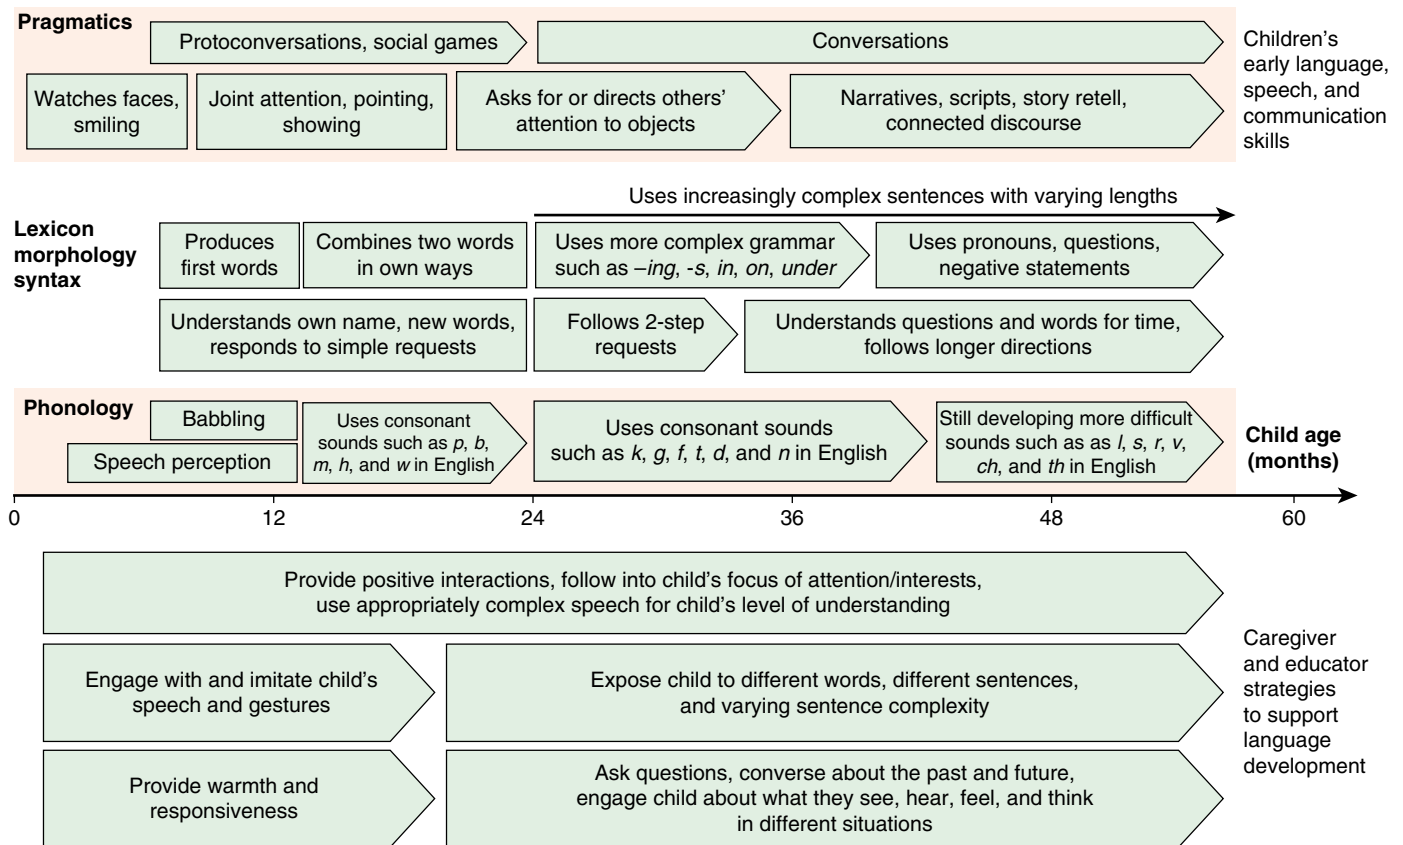 Pragmatics
Protoconversations, social games
Conversations
Watches faces,
smiling
Joint attention, pointing,
showing
Asks for or directs others’
attention to objects
Narratives, scripts, story retell,
connected discourse
Children’s
early language,
speech, and
communication
skills
Uses increasingly complex sentences with varying lengths
Lexicon
morphology
syntax
Produces
first words
Combines two words
in own ways
Uses more complex grammar
such as –ing, -s, in, on, under
Uses pronouns, questions,
negative statements
Understands own name, new words,
responds to simple requests
Follows 2-step
requests
Understands questions and words for time,
follows longer directions
Phonology
Babbling
Speech perception
Uses consonant
sounds such as p, b,
m, h, and w in English
Uses consonant sounds
such as k, g, f, t, d, and n in English
Still developing more difficult
sounds such as as l, s, r, v,
ch, and th in English
Child age
(months)
0
12
24
36
48
60
Provide positive interactions, follow into child’s focus of attention/interests,
use appropriately complex speech for child’s level of understanding
Engage with and imitate child’s
speech and gestures
Expose child to different words, different sentences,
and varying sentence complexity
Provide warmth and
responsiveness
Ask questions, converse about the past and future,
engage child about what they see, hear, feel, and think
in different situations
Caregiver
and educator
strategies
to support
language
development